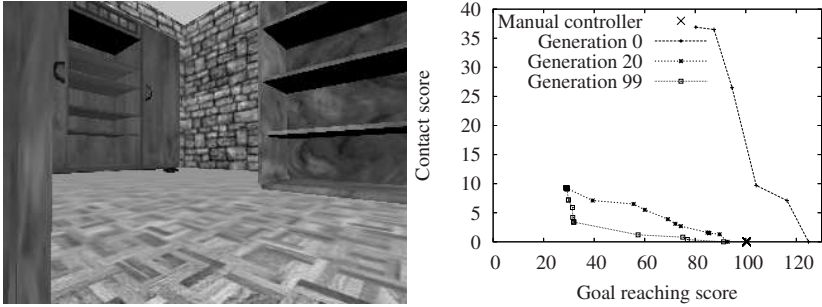 Manual controller
Generation 0
Generation 20
Generation 99
Contact score
40
35
30
25
20
15
10
5
0
0 20 40 60 80 100 120
Goal reaching score